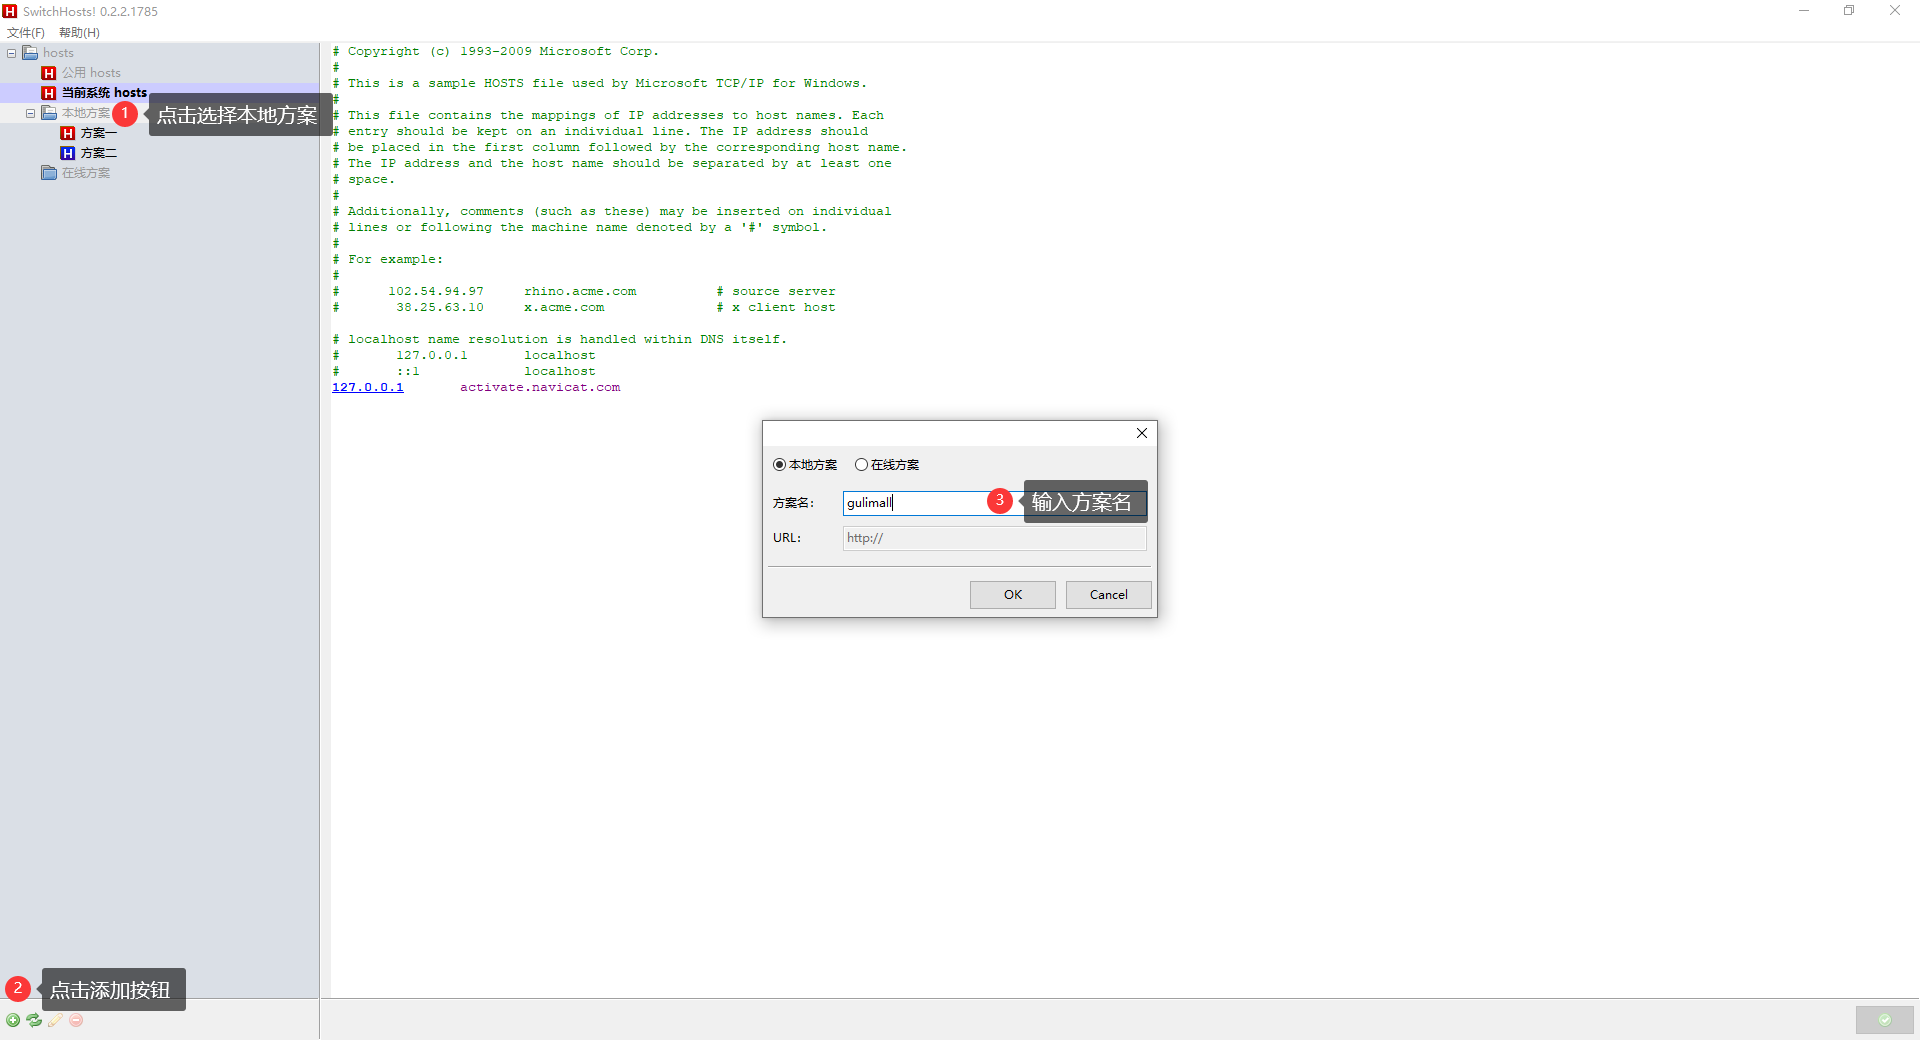 SwitchHosts! 0.2.2.1785
文件(F) 帮助(H)
hosts
公用 hosts
当前系统 hosts
本地方案
1
点击选择本地方案
方案一
方案二
在线方案
# Copyright (c) 1993-2009 Microsoft Corp.
#
# This is a sample HOSTS file used by Microsoft TCP/IP for Windows.
#
# This file contains the mappings of IP addresses to host names. Each
# entry should be kept on an individual line. The IP address should
# be placed in the first column followed by the corresponding host name.
# The IP address and the host name should be separated by at least one
# space.
#
# Additionally, comments (such as these) may be inserted on individual
# lines or following the machine name denoted by a '#' symbol.
#
# For example:
#
# 102.54.94.97 rhino.acme.com # source server
# 38.25.63.10 x.acme.com # x client host
# localhost name resolution is handled within DNS itself.
# 127.0.0.1 localhost
# ::1 localhost
127.0.0.1 activate.navicat.com
本地方案 在线方案
方案名: gulimall
3
输入方案名
URL: http://
OK Cancel
2
点击添加按钮